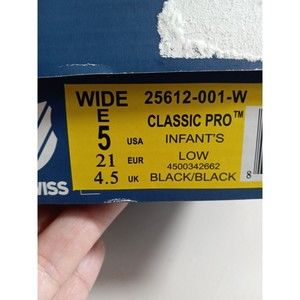 WIDE 25612-001-W
E CLASSIC PRO™
5 USA INFANT'S
21 EUR LOW
4500342662
4.5 UK BLACK/BLACK
WISS
8